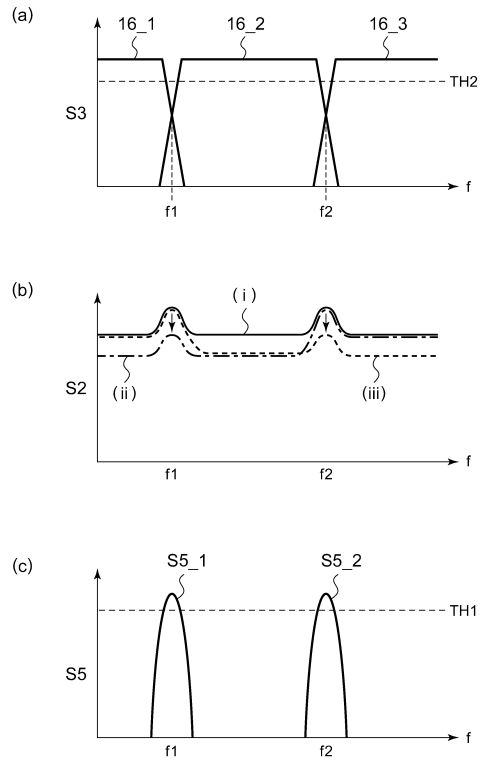 (a)
16_1 16_2 16_3
TH2
S3
f
f1 f2
(b)
(i)
S2
(ii) (iii)
f
f1 f2
(c)
S5_1 S5_2
TH1
S5
f
f1 f2